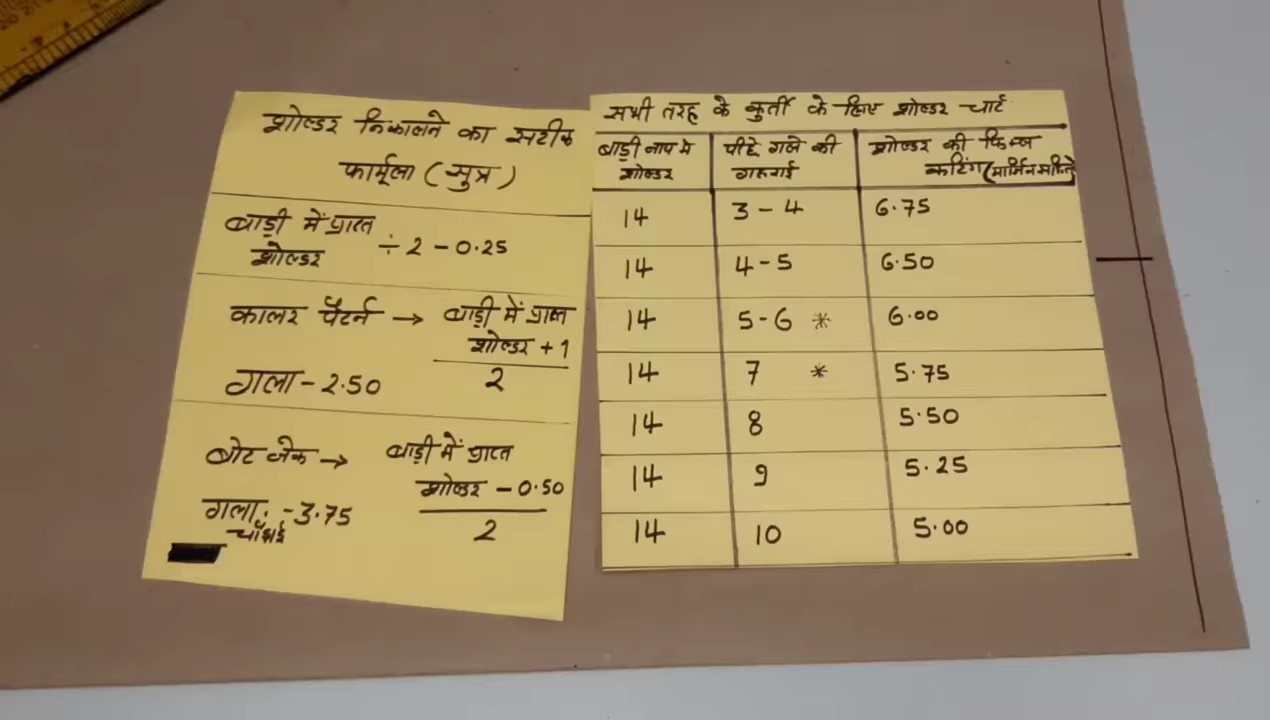 शोल्डर निकालने का सटीक
फार्मूला (सुत्र)
बाड़ी में प्राप्त
शोल्डर ÷ 2 - 0.25
कालर पैटर्न → बाड़ी में प्राप्त
शोल्डर + 1
गला - 2.50 2
बोट नेक → बाड़ी में प्राप्त
शोल्डर - 0.50
गला - 3.75 2
चौड़ाई
सभी तरह के कुर्ती के लिए शोल्डर चार्ट
बाड़ी नाप में पीछे गले की शोल्डर की फिक्स
शोल्डर गहराई कटिंग (मार्जिन सहित)
14 3 - 4 6.75
14 4 - 5 6.50
14 5 - 6 * 6.00
14 7 * 5.75
14 8 5.50
14 9 5.25
14 10 5.00